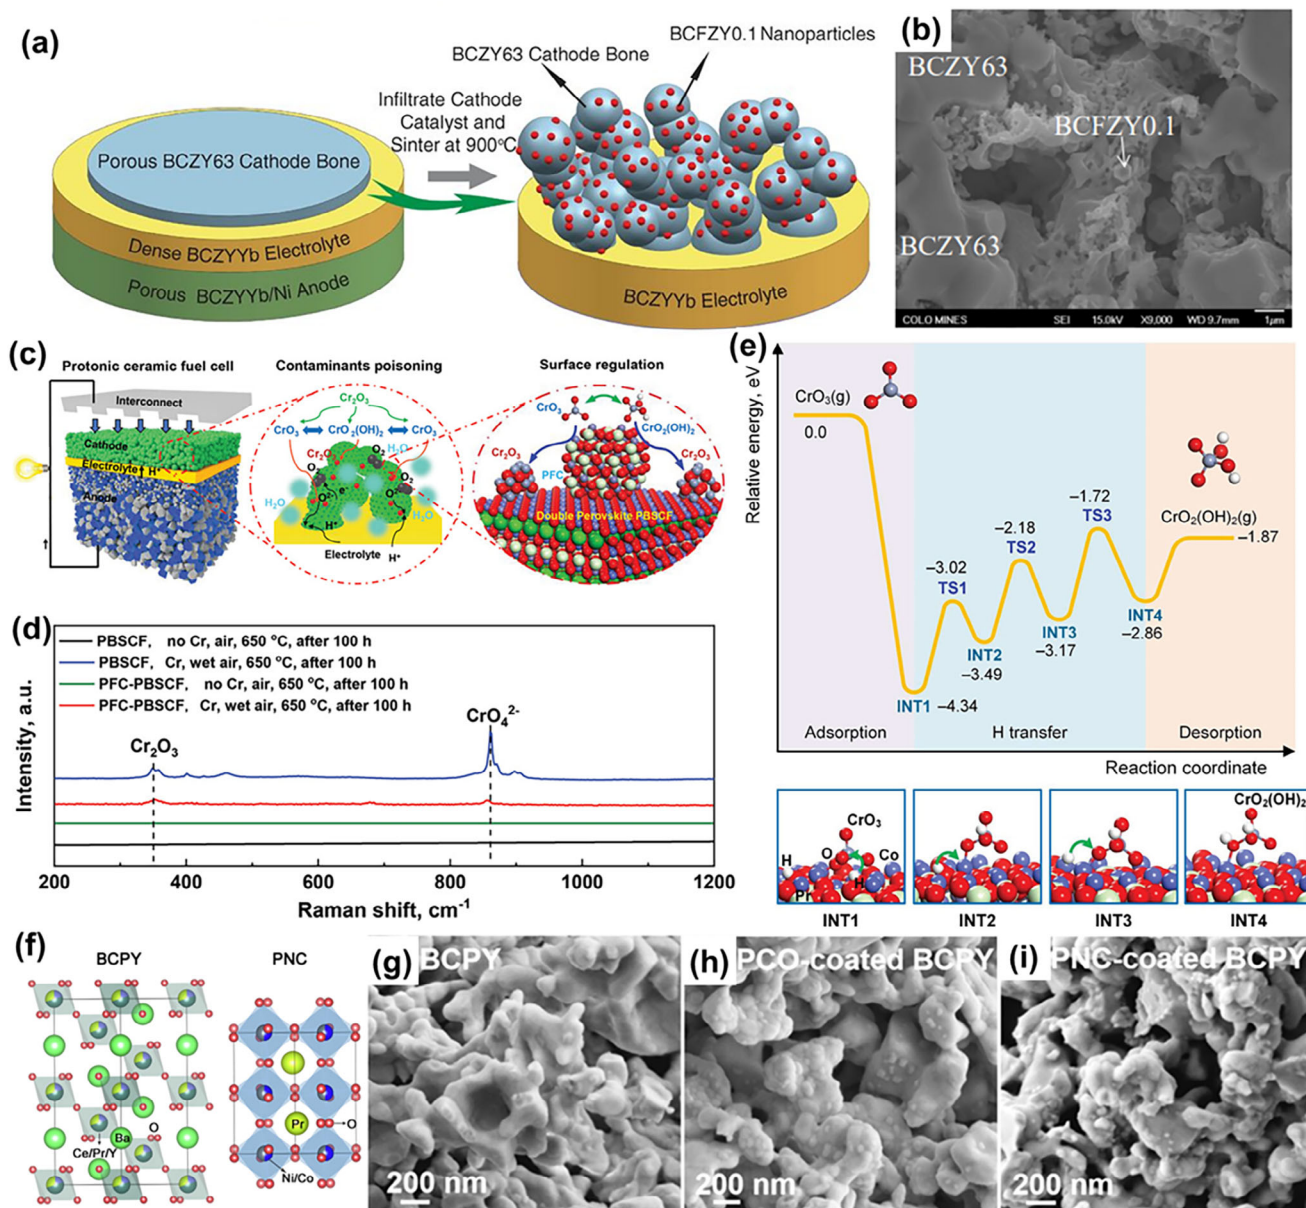 (a)
BCZY63 Cathode Bone
BCFZY0.1 Nanoparticles
Infiltrate Cathode
Catalyst and
Sinter at 900°C
Porous BCZY63 Cathode Bone
Dense BCZYYb Electrolyte
Porous BCZYYb/Ni Anode
BCZYYb Electrolyte
(b)
BCZY63
BCFZY0.1
BCZY63
COLO MINES SEI 15.0kV X9,000 WD 9.7mm 1μm
(c)
Protonic ceramic fuel cell
Interconnect
Cathode
Electrolyte H⁺
Anode
Contaminants poisoning
Cr₂O₃
CrO₃ CrO₂(OH)₂ CrO₃
Cr₂O₃ H₂O
O₂ O₂
H₂O O²⁻ e⁻ O²⁻ H₂O
H⁺
Electrolyte H⁺
Surface regulation
CrO₃
CrO₂(OH)₂
Cr₂O₃ PFC Cr₂O₃
Double Perovskite PBSCF
(d)
PBSCF, no Cr, air, 650 °C, after 100 h
PBSCF, Cr, wet air, 650 °C, after 100 h
PFC-PBSCF, no Cr, air, 650 °C, after 100 h
PFC-PBSCF, Cr, wet air, 650 °C, after 100 h
Cr₂O₃
CrO₄²⁻
Intensity, a.u.
200 400 600 800 1000 1200
Raman shift, cm⁻¹
(e)
Relative energy, eV
CrO₃(g)
0.0
INT1 −4.34
−3.02
TS1
INT2
−3.49
−2.18
TS2
INT3
−3.17
−1.72
TS3
INT4
−2.86
CrO₂(OH)₂(g)
−1.87
Adsorption
H transfer
Desorption
Reaction coordinate
CrO₃
O Co
H
H
Pr
CrO₂(OH)₂
INT1
INT2
INT3
INT4
(f)
BCPY
PNC
O
Ba
Ce/Pr/Y
Pr
O
Ni/Co
(g) BCPY
200 nm
(h) PCO-coated BCPY
200 nm
(i) PNC-coated BCPY
200 nm